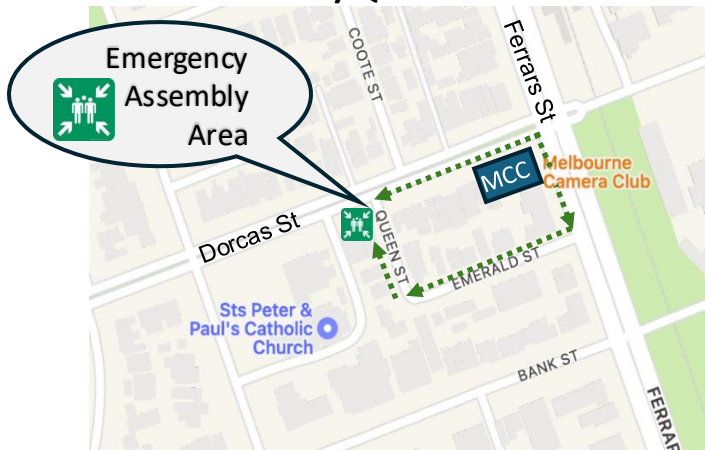 Emergency
Assembly
Area
COOTE ST
Ferrars St
MCC
Melbourne
Camera Club
Dorcas St
QUEEN ST
EMERALD ST
Sts Peter &
Paul's Catholic
Church
BANK ST